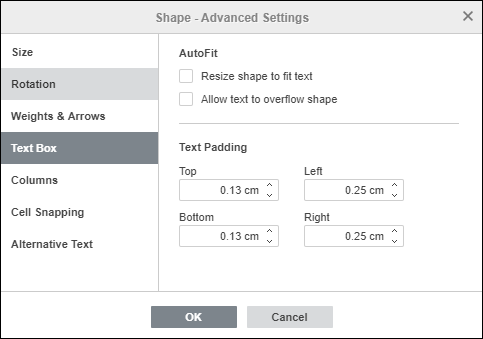 Shape - Advanced Settings
Size
Rotation
Weights & Arrows
Text Box
Columns
Cell Snapping
Alternative Text
AutoFit
Resize shape to fit text
Allow text to overflow shape
Text Padding
Top Left
0.13 cm 0.25 cm
Bottom Right
0.13 cm 0.25 cm
OK Cancel